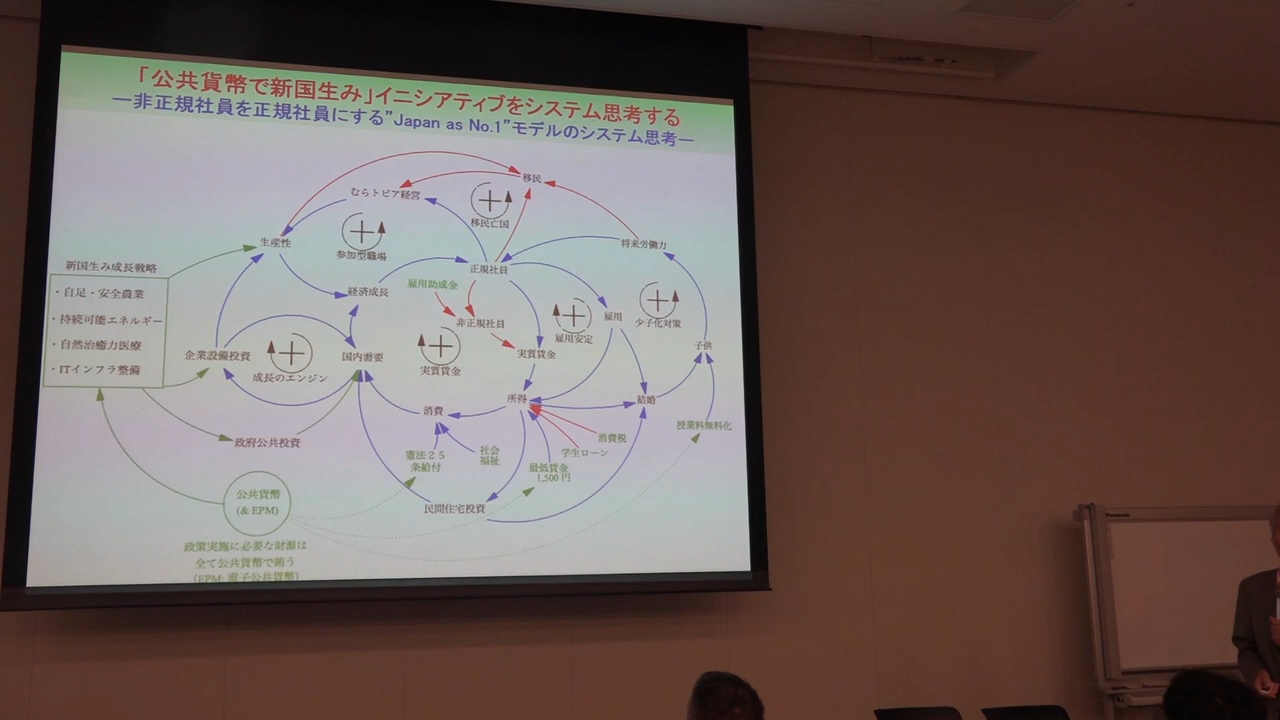 「公共貨幣で新国生み」イニシアティブをシステム思考する
―非正規社員を正規社員にする”Japan as No.1”モデルのシステム思考―
移民
むらトピア経営
移民亡国
生産性
参加型職場
将来労働力
新国生み成長戦略
正規社員
・自足・安全農業
・持続可能エネルギー
・自然治癒力医療
・ITインフラ整備
経済成長
雇用助成金
非正規社員
雇用
雇用安定
少子化対策
企業設備投資
成長のエンジン
国内需要
実質賃金
実質賃金
子供
消費
所得
結婚
消費税
学生ローン
授業料無料化
政府公共投資
憲法２５
条給付
社会
福祉
最低賃金
1,500 円
民間住宅投資
公共貨幣
(& EPM)
政策実施に必要な財源は
全て公共貨幣で賄う
（EPM: 電子公共貨幣）
Panasonic